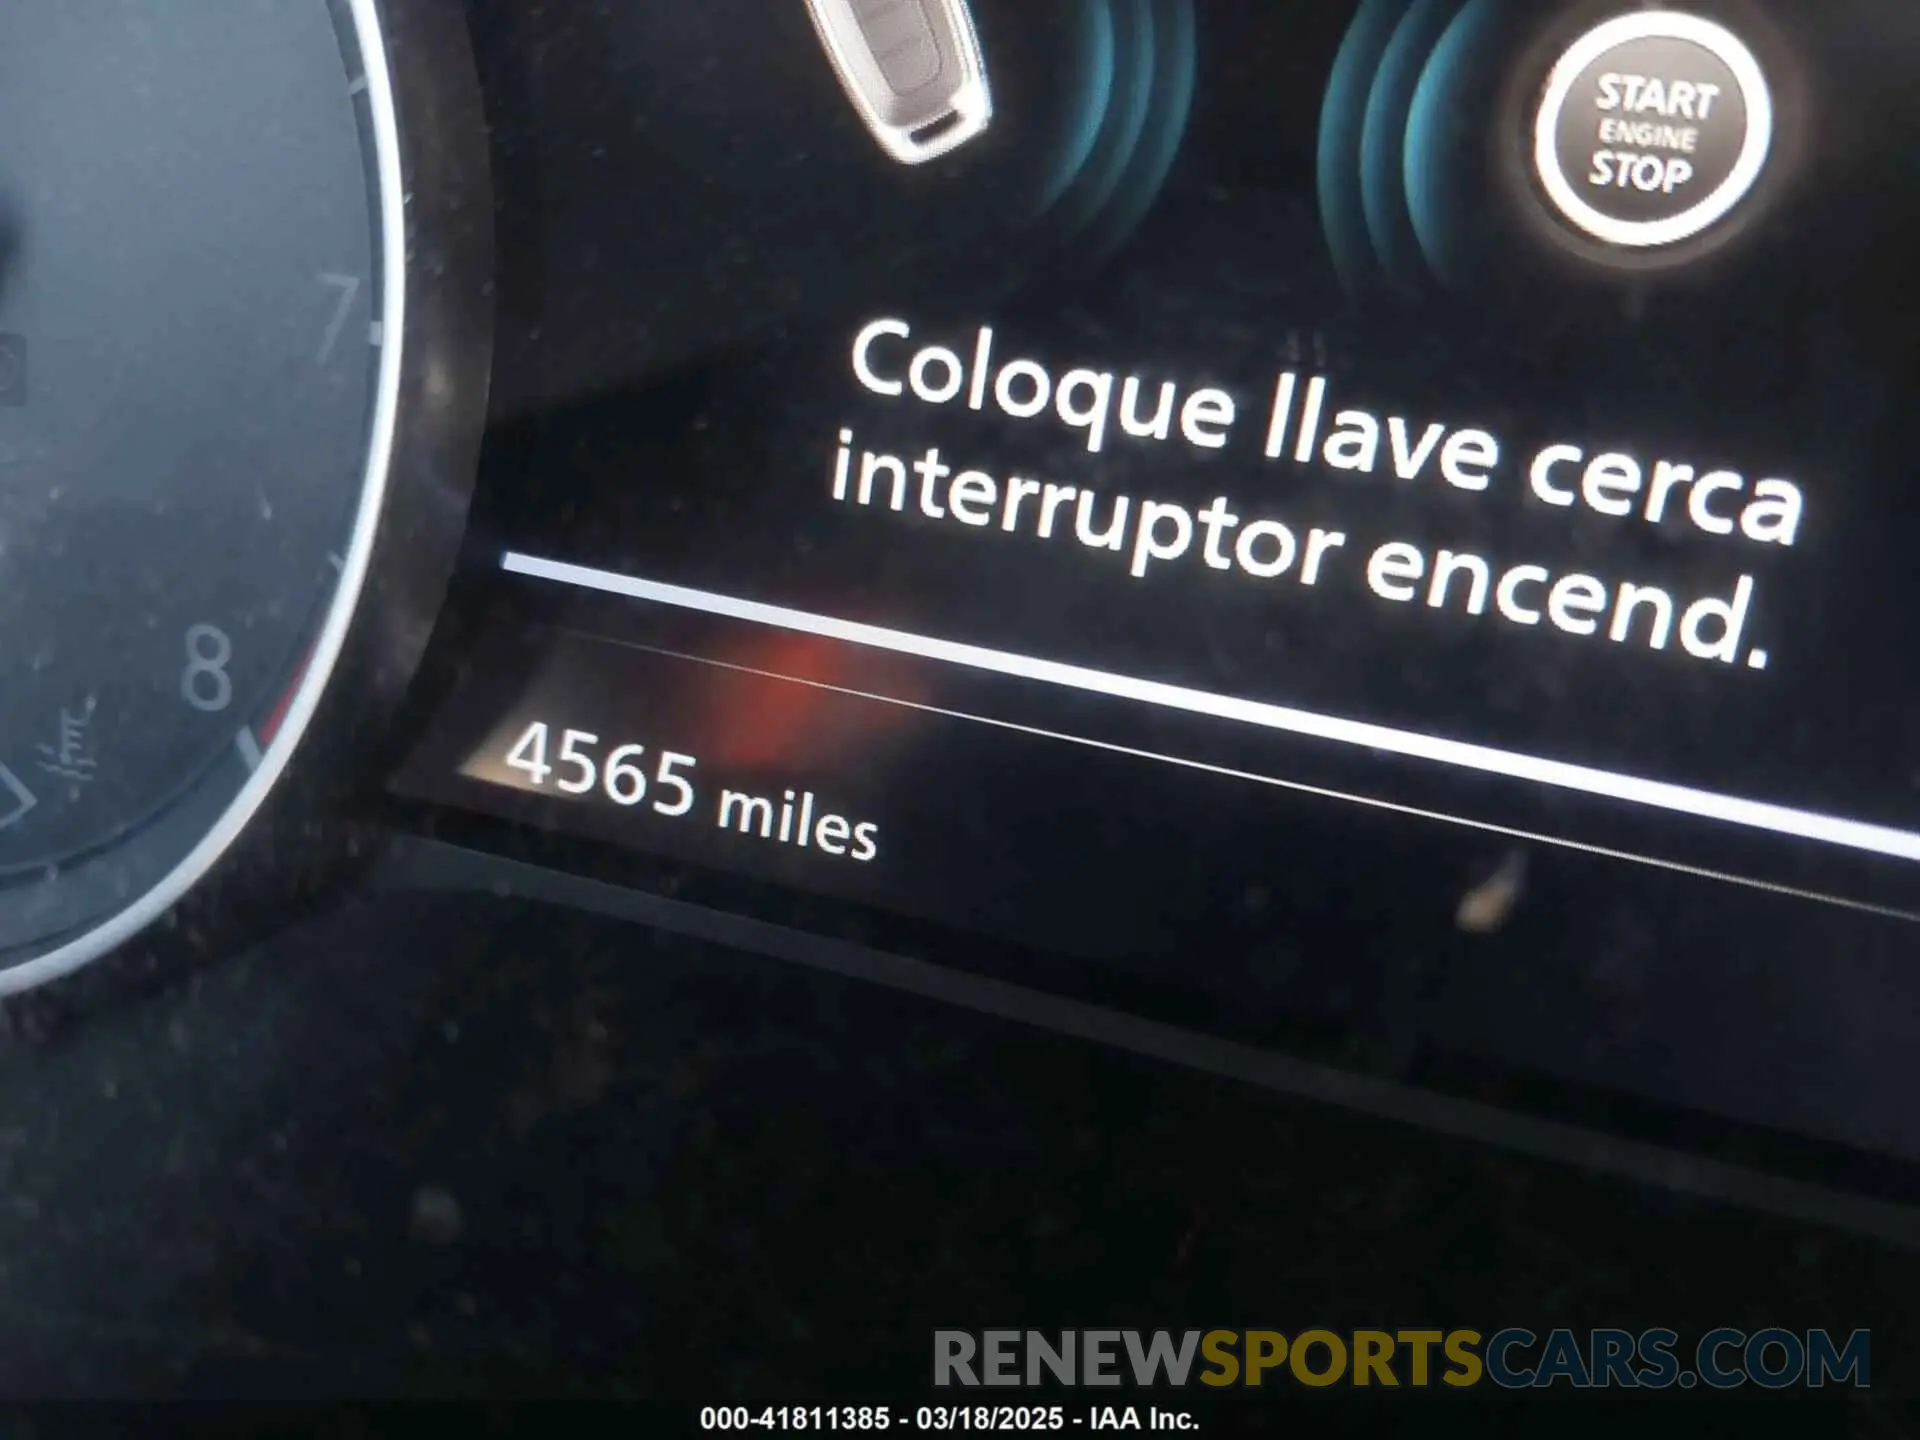 START
ENGINE
STOP
Coloque llave cerca
interruptor encend.
7
8
4565 miles
RENEWSPORTSCARS.COM
000-41811385 - 03/18/2025 - IAA Inc.